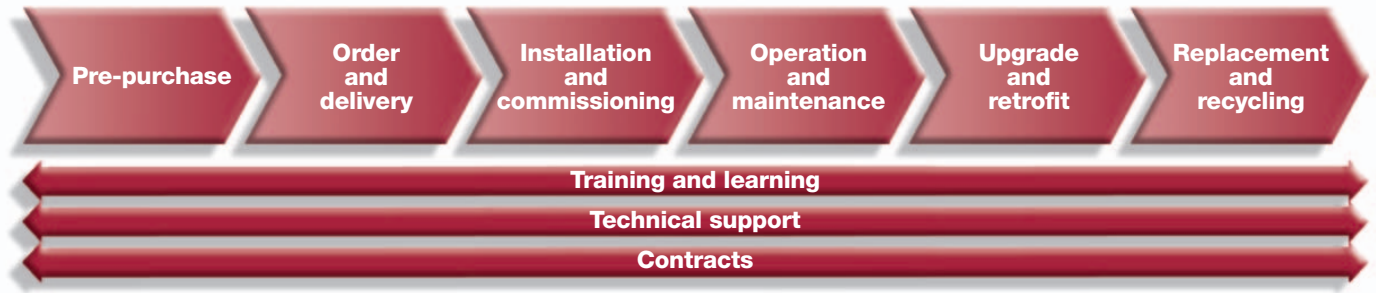 Pre-purchase
Order
and
delivery
Installation
and
commissioning
Operation
and
maintenance
Upgrade
and
retrofit
Replacement
and
recycling
Training and learning
Technical support
Contracts